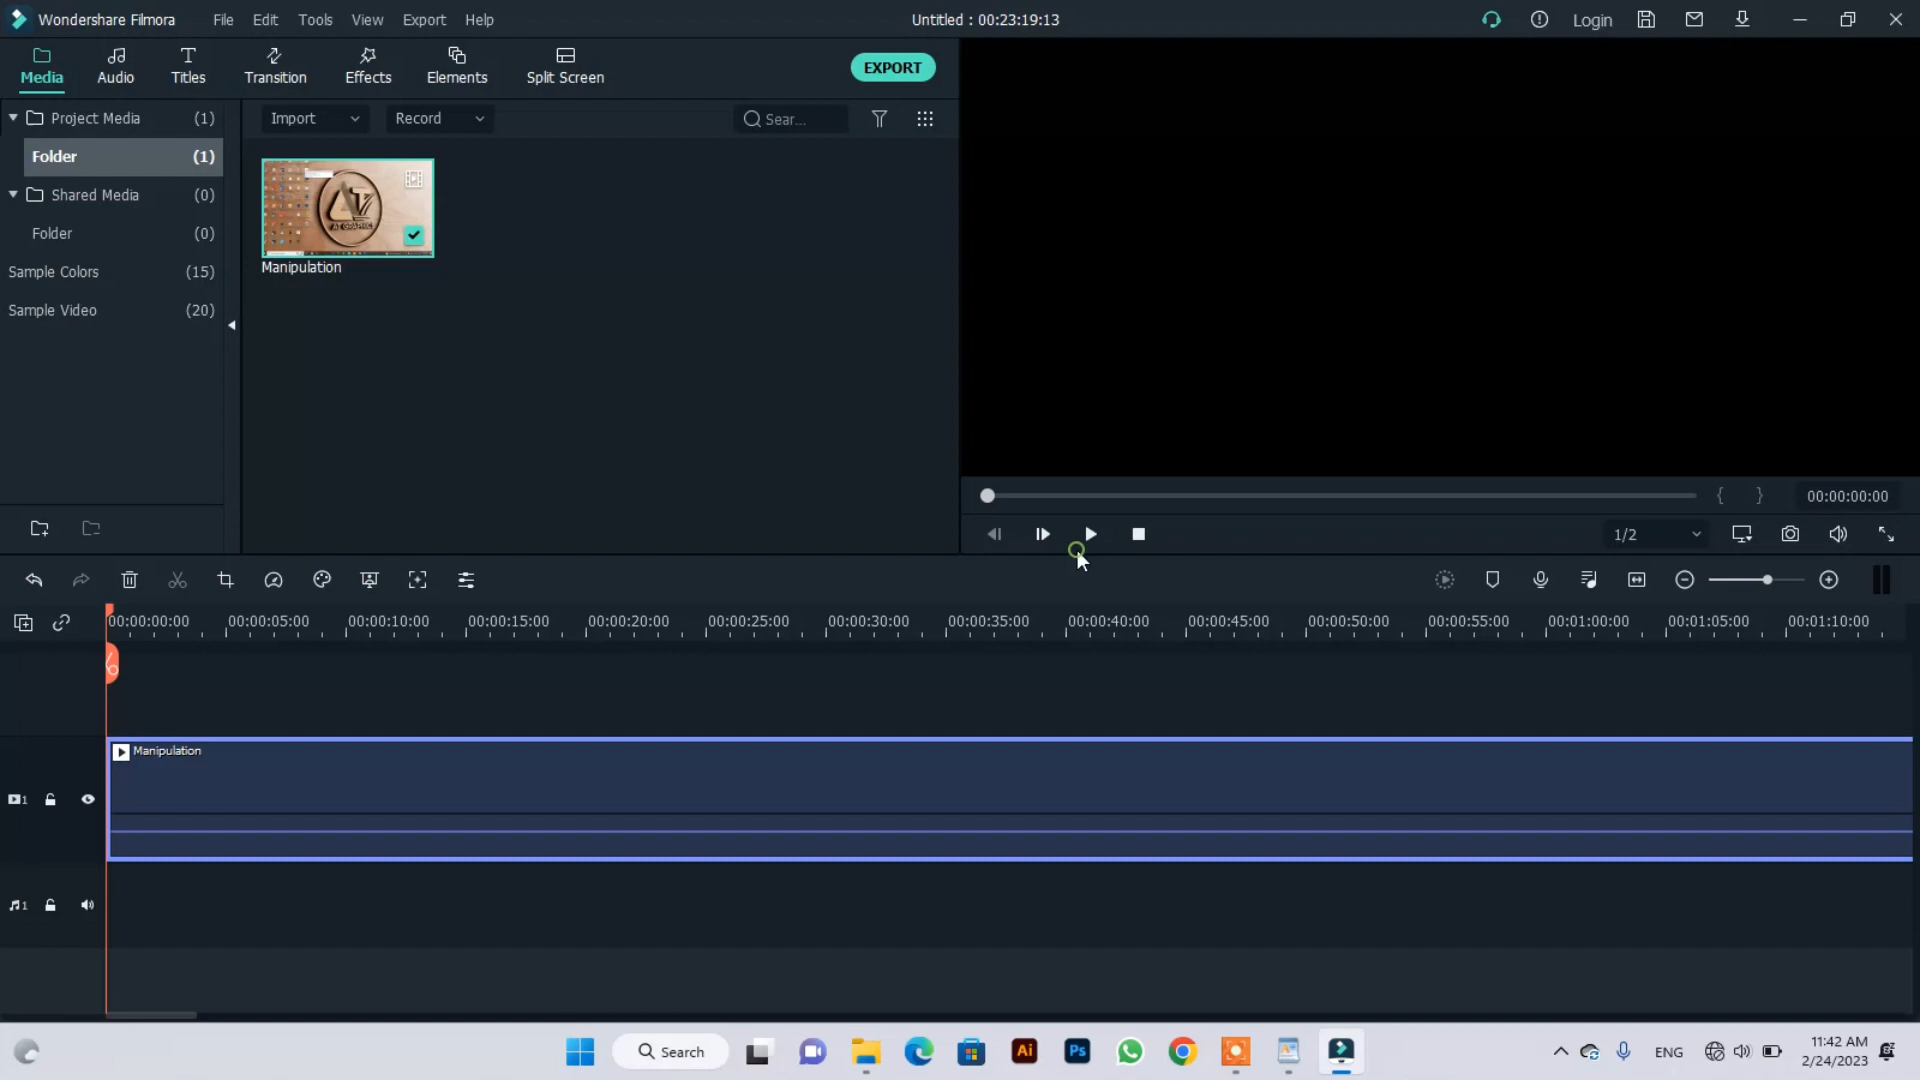 Wondershare Filmora File Edit Tools View Export Help Untitled : 00:23:19:13 Login
Media Audio Titles Transition Effects Elements Split Screen EXPORT
Project Media (1) Import Record Sear...
Folder (1)
Shared Media (0)
Folder (0)
Sample Colors (15)
Sample Video (20)
AT GRAPHIC
Manipulation
{ } 00:00:00:00
1/2
00:00:00:00 00:00:05:00 00:00:10:00 00:00:15:00 00:00:20:00 00:00:25:00 00:00:30:00 00:00:35:00 00:00:40:00 00:00:45:00 00:00:50:00 00:00:55:00 00:01:00:00 00:01:05:00 00:01:10:00
Manipulation
1
1
Search Ai Ps ENG 11:42 AM
2/24/2023